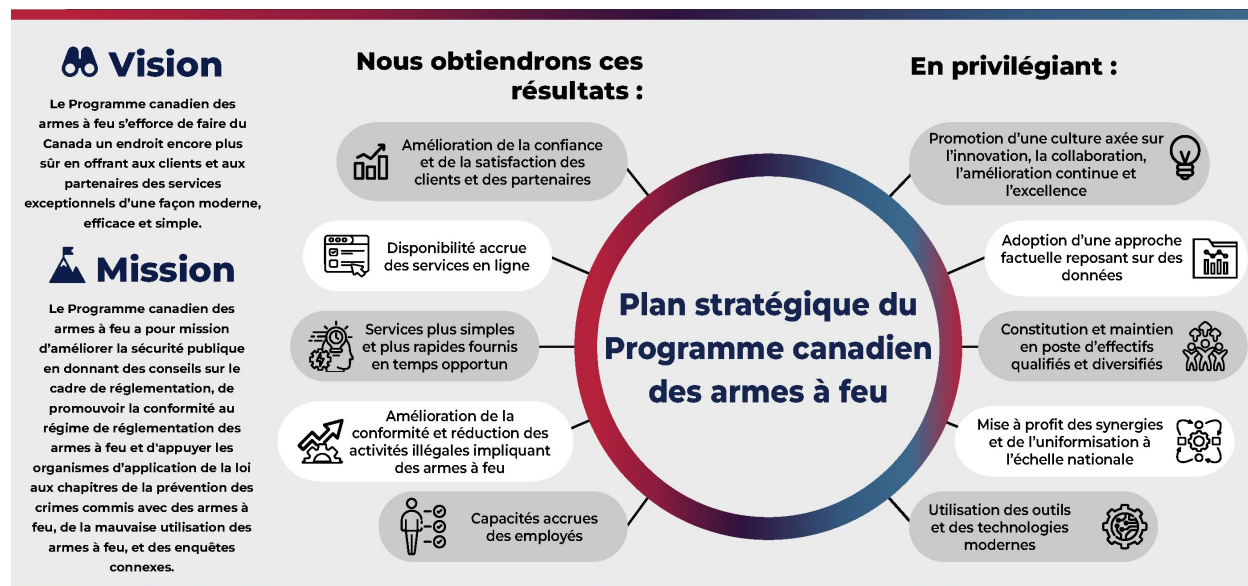 Vision
Le Programme canadien des
armes à feu s’efforce de faire du
Canada un endroit encore plus
sûr en offrant aux clients et aux
partenaires des services
exceptionnels d’une façon moderne,
efficace et simple.
Mission
Le Programme canadien des
armes à feu a pour mission
d’améliorer la sécurité publique
en donnant des conseils sur le
cadre de réglementation, de
promouvoir la conformité au
régime de réglementation des
armes à feu et d'appuyer les
organismes d’application de la loi
aux chapitres de la prévention des
crimes commis avec des armes à
feu, de la mauvaise utilisation des
armes à feu, et des enquêtes
connexes.
Nous obtiendrons ces
résultats :
Amélioration de la confiance
et de la satisfaction des
clients et des partenaires
Disponibilité accrue
des services en ligne
Services plus simples
et plus rapides fournis
en temps opportun
Amélioration de la
conformité et réduction des
activités illégales impliquant
des armes à feu
Capacités accrues
des employés
Plan stratégique du
Programme canadien
des armes à feu
En privilégiant :
Promotion d’une culture axée sur
l’innovation, la collaboration,
l’amélioration continue et
l’excellence
Adoption d’une approche
factuelle reposant sur des
données
Constitution et maintien
en poste d’effectifs
qualifiés et diversifiés
Mise à profit des synergies
et de l’uniformisation à
l’échelle nationale
Utilisation des outils
et des technologies
modernes